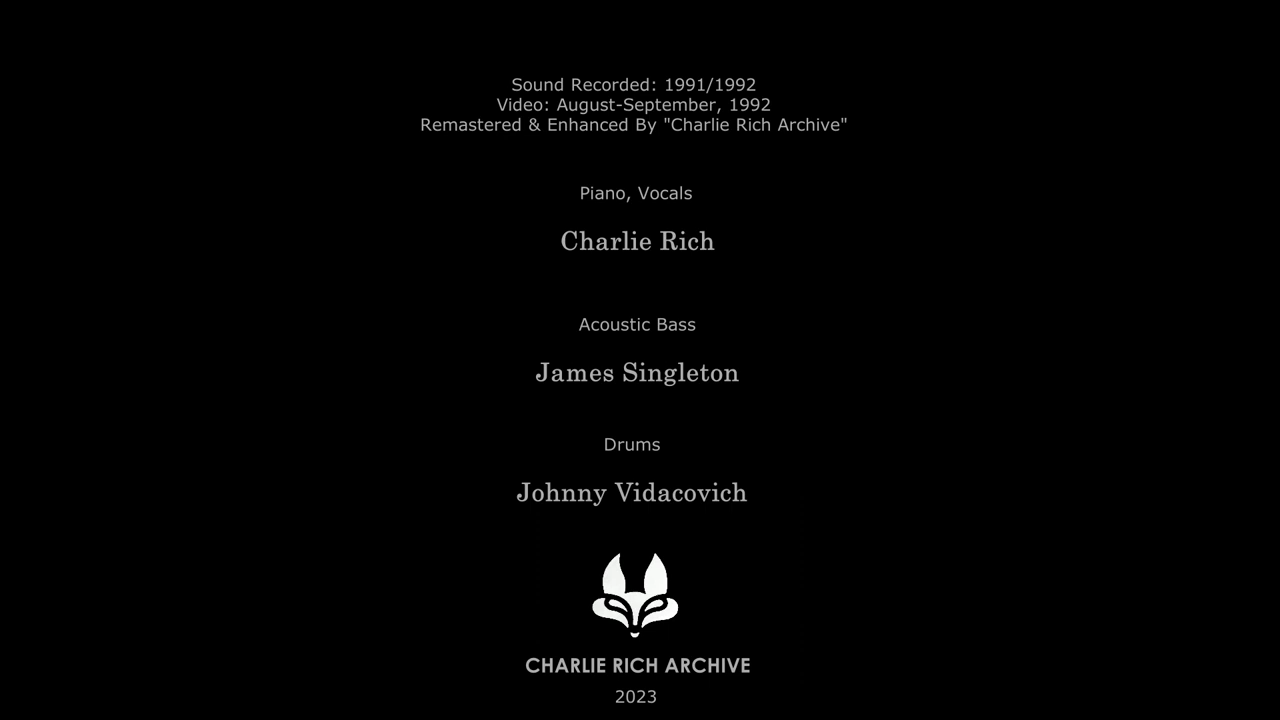 Sound Recorded: 1991/1992
Video: August-September, 1992
Remastered & Enhanced By "Charlie Rich Archive"
Piano, Vocals
Charlie Rich
Acoustic Bass
James Singleton
Drums
Johnny Vidacovich
CHARLIE RICH ARCHIVE
2023